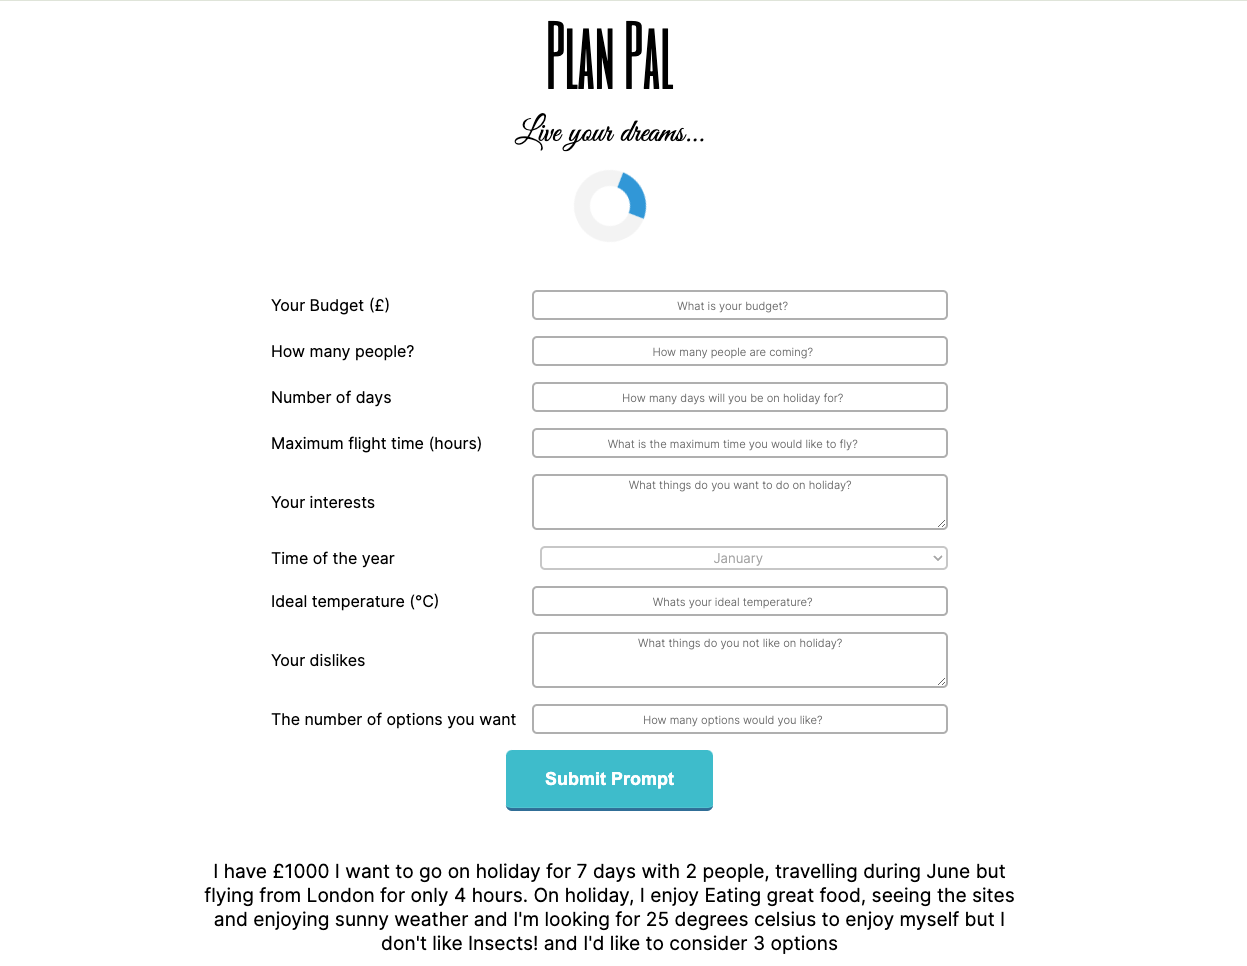 Plan Pal
Live your dreams...
Your Budget (£)
What is your budget?
How many people?
How many people are coming?
Number of days
How many days will you be on holiday for?
Maximum flight time (hours)
What is the maximum time you would like to fly?
Your interests
What things do you want to do on holiday?
Time of the year
January
Ideal temperature (°C)
Whats your ideal temperature?
Your dislikes
What things do you not like on holiday?
The number of options you want
How many options would you like?
Submit Prompt
I have £1000 I want to go on holiday for 7 days with 2 people, travelling during June but
flying from London for only 4 hours. On holiday, I enjoy Eating great food, seeing the sites
and enjoying sunny weather and I'm looking for 25 degrees celsius to enjoy myself but I
don't like Insects! and I'd like to consider 3 options